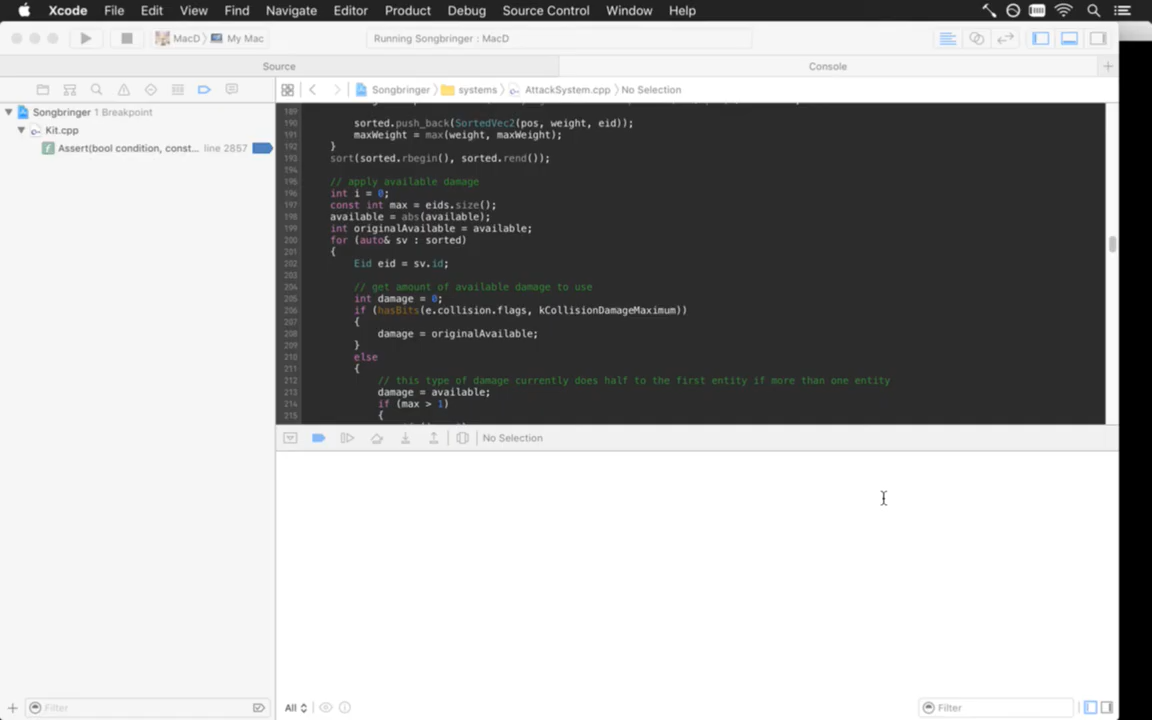 Xcode File Edit View Find Navigate Editor Product Debug Source Control Window Help
MacD My Mac Running Songbringer : MacD
Source Console
Songbringer systems AttackSystem.cpp No Selection
Songbringer 1 Breakpoint
Kit.cpp
Assert(bool condition, const... line 2857
189
190 sorted.push_back(SortedVec2(pos, weight, eid));
191 maxWeight = max(weight, maxWeight);
192 }
193 sort(sorted.rbegin(), sorted.rend());
194
195 // apply available damage
196 int i = 0;
197 const int max = eids.size();
198 available = abs(available);
199 int originalAvailable = available;
200 for (auto& sv : sorted)
201 {
202 Eid eid = sv.id;
203
204 // get amount of available damage to use
205 int damage = 0;
206 if (hasBits(e.collision.flags, kCollisionDamageMaximum))
207 {
208 damage = originalAvailable;
209 }
210 else
211 {
212 // this type of damage currently does half to the first entity if more than one entity
213 damage = available;
214 if (max > 1)
215 {
No Selection
Filter All Filter